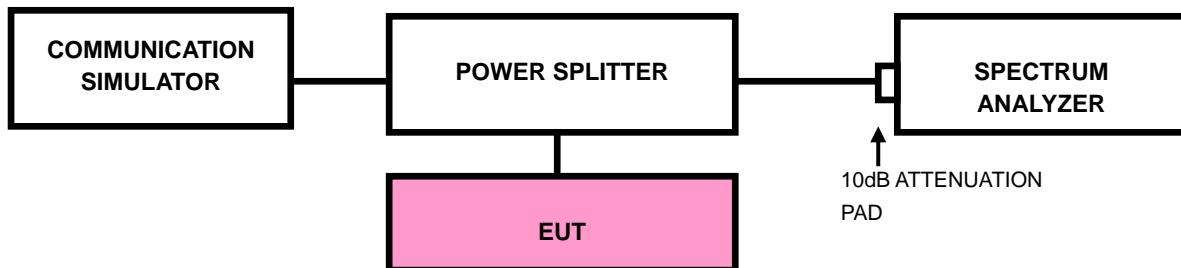 COMMUNICATION
SIMULATOR
POWER SPLITTER
SPECTRUM
ANALYZER
10dB ATTENUATION
PAD
EUT